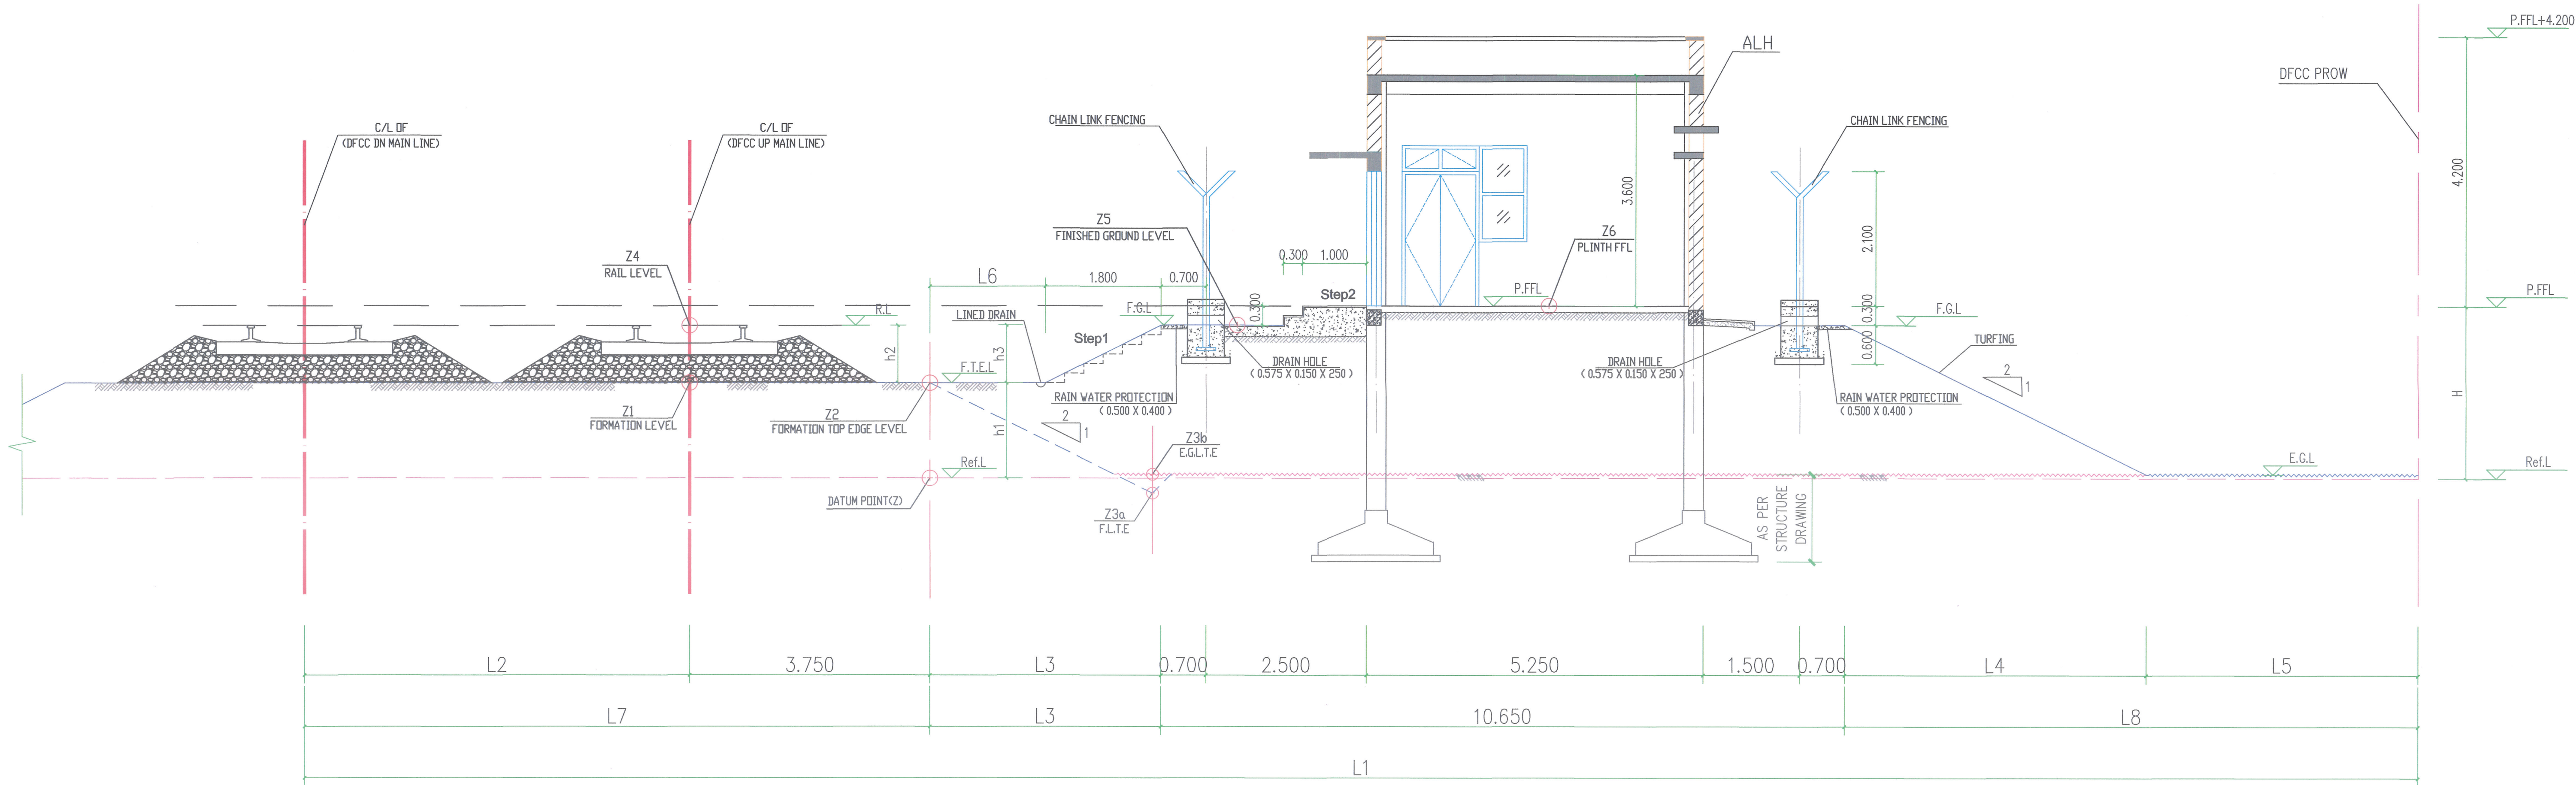 P.FFL+4.200
ALH
DFCC PROW
C/L OF
(DFCC DN MAIN LINE)
C/L OF
(DFCC UP MAIN LINE)
CHAIN LINK FENCING
CHAIN LINK FENCING
4.200
3.600
2.100
Z5
FINISHED GROUND LEVEL
Z6
PLINTH FFL
Z4
RAIL LEVEL
L6
1.800
0.700
0.300
1.000
Step2
P.FFL
P.FFL
R.L
LINED DRAIN
F.G.L
0.300
0.300
F.G.L
Step1
h2
h3
0.600
TURFING
DRAIN HOLE
( 0.575 X 0.150 X 250 )
DRAIN HOLE
( 0.575 X 0.150 X 250 )
F.T.E.L
2
1
H
RAIN WATER PROTECTION
( 0.500 X 0.400 )
RAIN WATER PROTECTION
( 0.500 X 0.400 )
Z1
FORMATION LEVEL
Z2
FORMATION TOP EDGE LEVEL
h1
2
1
Z3b
E.G.L.T.E
Ref.L
E.G.L
Ref.L
DATUM POINT(Z)
Z3a
F.L.T.E
AS PER
STRUCTURE
DRAWING
L2
3.750
L3
0.700
2.500
5.250
1.500
0.700
L4
L5
L7
L3
10.650
L8
L1